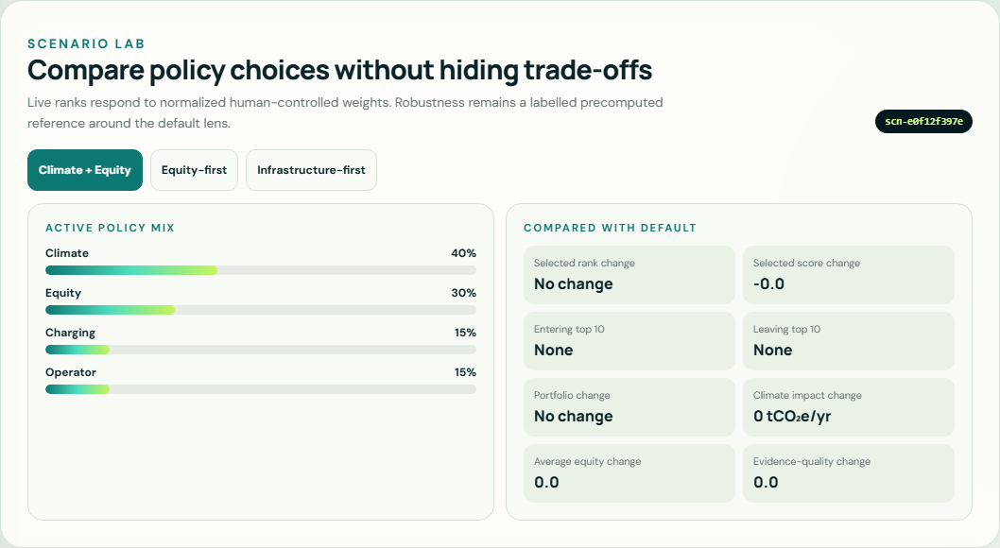 SCENARIO LAB
Compare policy choices without hiding trade-offs
Live ranks respond to normalized human-controlled weights. Robustness remains a labelled precomputed
reference around the default lens.
scn-e0f12f397e
Climate + Equity
Equity-first
Infrastructure-first
ACTIVE POLICY MIX
Climate 40%
Equity 30%
Charging 15%
Operator 15%
COMPARED WITH DEFAULT
Selected rank change
No change
Selected score change
-0.0
Entering top 10
None
Leaving top 10
None
Portfolio change
No change
Climate impact change
0 tCO₂e/yr
Average equity change
0.0
Evidence-quality change
0.0